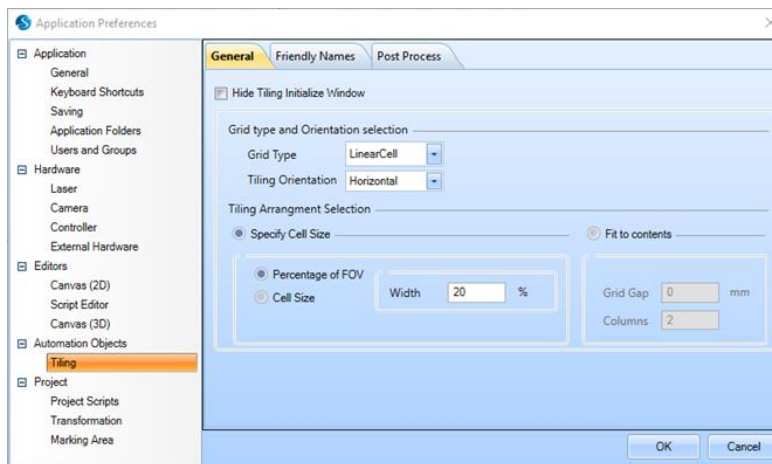 Application Preferences
Application
General
Keyboard Shortcuts
Saving
Application Folders
Users and Groups
Hardware
Laser
Camera
Controller
External Hardware
Editors
Canvas (2D)
Script Editor
Canvas (3D)
Automation Objects
Tiling
Project
Project Scripts
Transformation
Marking Area
General Friendly Names Post Process
Hide Tiling Initialize Window
Grid type and Orientation selection
Grid Type LinearCell
Tiling Orientation Horizontal
Tiling Arrangment Selection
Specify Cell Size Fit to contents
Percentage of FOV
Cell Size
Width 20 %
Grid Gap 0 mm
Columns 2
OK Cancel